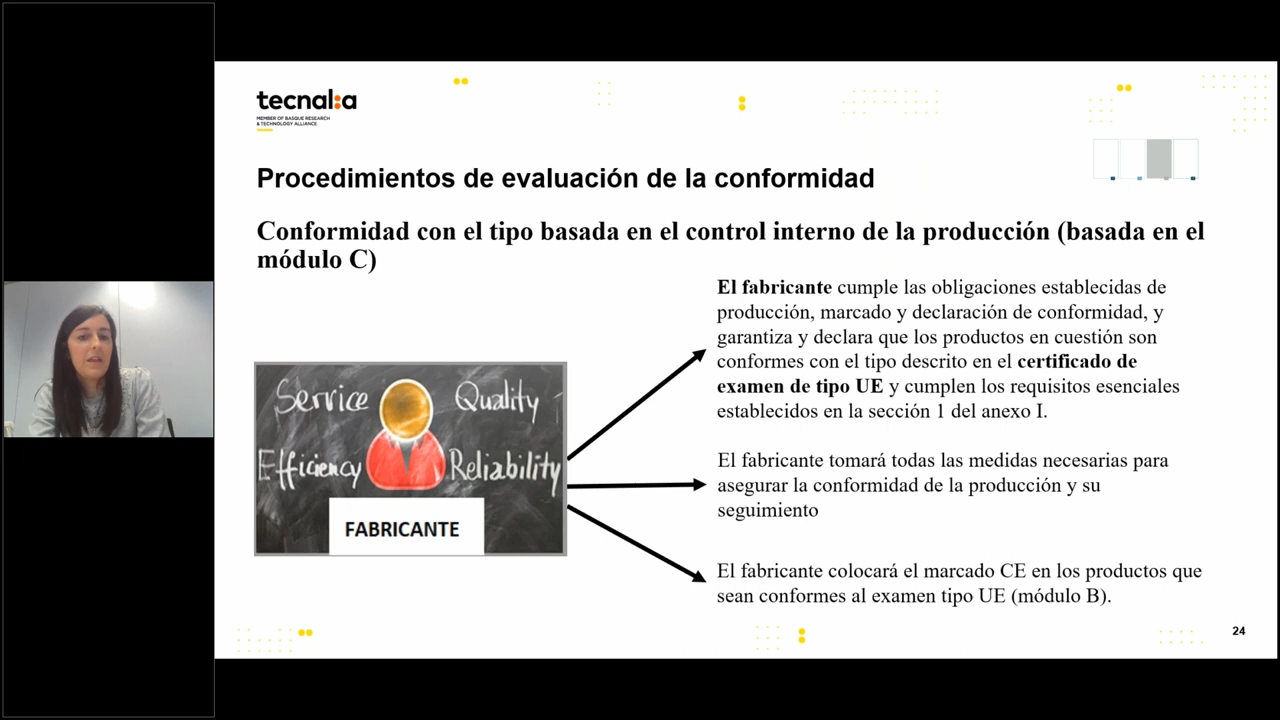 tecnal:a
MEMBER OF BASQUE RESEARCH
& TECHNOLOGY ALLIANCE
Procedimientos de evaluación de la conformidad
Conformidad con el tipo basada en el control interno de la producción (basada en el
módulo C)
El fabricante cumple las obligaciones establecidas de
producción, marcado y declaración de conformidad, y
garantiza y declara que los productos en cuestión son
conformes con el tipo descrito en el certificado de
examen de tipo UE y cumplen los requisitos esenciales
establecidos en la sección 1 del anexo I.
Service Quality
Efficiency Reliability
FABRICANTE
El fabricante tomará todas las medidas necesarias para
asegurar la conformidad de la producción y su
seguimiento
El fabricante colocará el marcado CE en los productos que
sean conformes al examen tipo UE (módulo B).
24